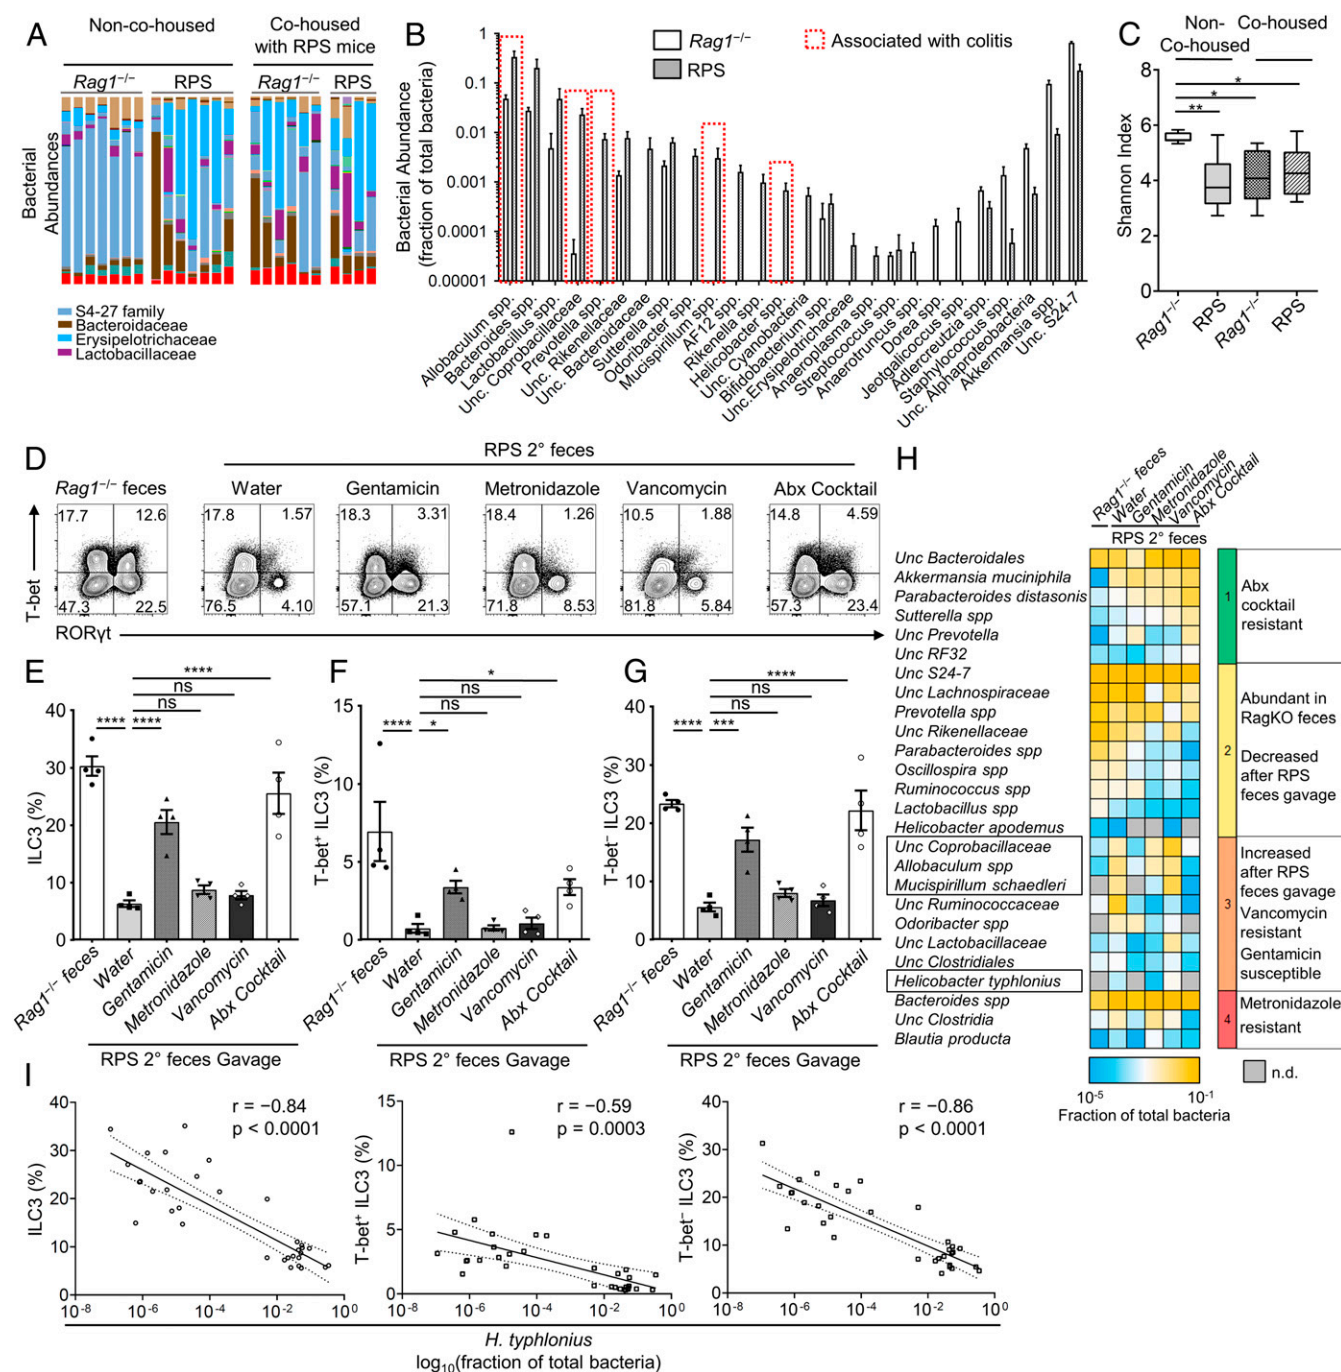 A
Non-co-housed
Co-housed
with RPS mice
Rag1−/−
RPS
Rag1−/−
RPS
Bacterial
Abundances
S4-27 family
Bacteroidaceae
Erysipelotrichaceae
Lactobacillaceae
B
Bacterial Abundance
(fraction of total bacteria)
1
0.1
0.01
0.001
0.0001
0.00001
Rag1−/−
RPS
Associated with colitis
Allobaculum spp.
Bacteroides spp.
Lactobacillus spp.
Unc. Coprobacillaceae
Prevotella spp.
Unc. Rikenellaceae
Unc. Bacteroidaceae
Sutterella spp.
Odoribacter spp.
Mucispirillum spp.
AF12 spp.
Rikenella spp.
Helicobacter spp.
Unc. Cyanobacteria
Bifidobacterium spp.
Unc.Erysipelotrichaceae
Anaeroplasma spp.
Streptococcus spp.
Anaerotruncus spp.
Dorea spp.
Jeotgalicoccus spp.
Adlercreutzia spp.
Staphylococcus spp.
Unc. Alphaproteobacteria
Akkermansia spp.
Unc. S24-7
C
Non-
Co-housed
Co-housed
Shannon Index
8
6
4
2
0
*
*
**
Rag1−/−
RPS
Rag1−/−
RPS
D
RPS 2° feces
Rag1−/− feces
Water
Gentamicin
Metronidazole
Vancomycin
Abx Cocktail
17.7 12.6
17.8 1.57
18.3 3.31
18.4 1.26
10.5 1.88
14.8 4.59
47.3 22.5
76.5 4.10
57.1 21.3
71.8 8.53
81.8 5.84
57.3 23.4
T-bet
RORγt
E
ILC3 (%)
40
30
20
10
0
****
ns
ns
**** ****
Rag1−/− feces
Water
Gentamicin
Metronidazole
Vancomycin
Abx Cocktail
RPS 2° feces Gavage
F
T-bet+ ILC3 (%)
15
10
5
0
*
ns
ns
**** *
Rag1−/− feces
Water
Gentamicin
Metronidazole
Vancomycin
Abx Cocktail
RPS 2° feces Gavage
G
T-bet− ILC3 (%)
40
30
20
10
0
****
ns
ns
**** ***
Rag1−/− feces
Water
Gentamicin
Metronidazole
Vancomycin
Abx Cocktail
RPS 2° feces Gavage
H
Rag1−/− feces
Water
Gentamicin
Metronidazole
Vancomycin
Abx Cocktail
RPS 2° feces
Unc Bacteroidales
Akkermansia muciniphila
Parabacteroides distasonis
Sutterella spp
Unc Prevotella
Unc RF32
Unc S24-7
Unc Lachnospiraceae
Prevotella spp
Unc Rikenellaceae
Parabacteroides spp
Oscillospira spp
Ruminococcus spp
Lactobacillus spp
Helicobacter apodemus
Unc Coprobacillaceae
Allobaculum spp
Mucispirillum schaedleri
Unc Ruminococcaceae
Odoribacter spp
Unc Lactobacillaceae
Unc Clostridiales
Helicobacter typhlonius
Bacteroides spp
Unc Clostridia
Blautia producta
1
Abx
cocktail
resistant
2
Abundant in
RagKO feces
Decreased
after RPS
feces gavage
3
Increased
after RPS
feces gavage
Vancomycin
resistant
Gentamicin
susceptible
4
Metronidazole
resistant
10-5 10-1
Fraction of total bacteria
n.d.
I
ILC3 (%)
40
30
20
10
0
r = −0.84
p < 0.0001
10-8 10-6 10-4 10-2 100
T-bet+ ILC3 (%)
15
10
5
0
r = −0.59
p = 0.0003
10-8 10-6 10-4 10-2 100
T-bet− ILC3 (%)
40
30
20
10
0
r = −0.86
p < 0.0001
10-8 10-6 10-4 10-2 100
H. typhlonius
log10(fraction of total bacteria)